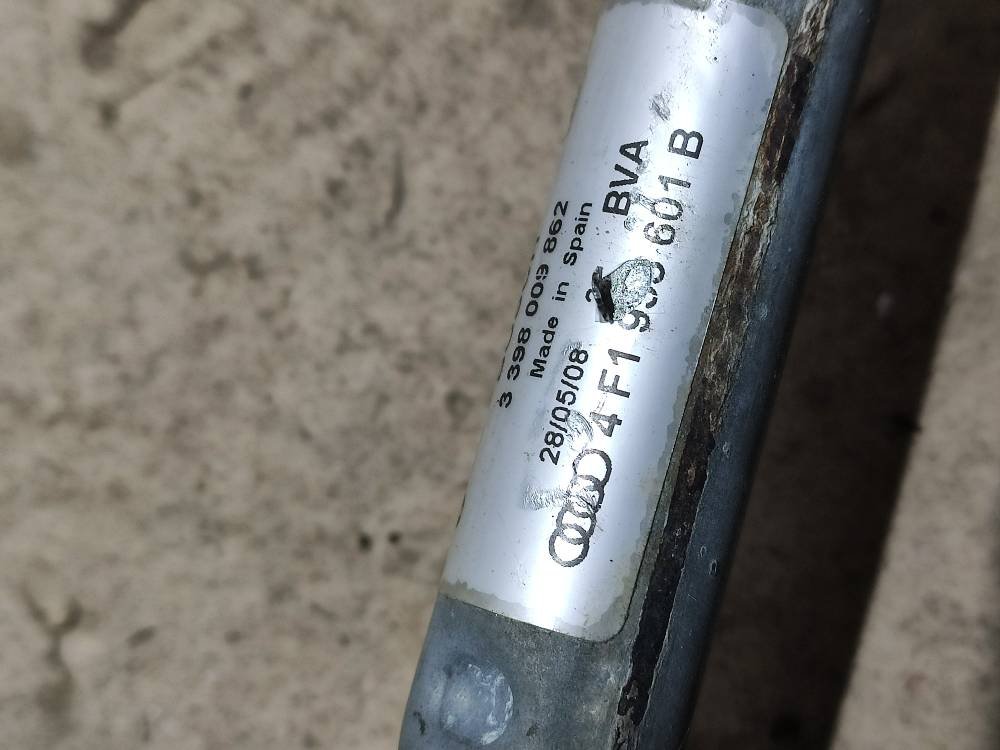 3 398 009 862
Made in Spain
28/05/08
BVA
4F1 601 B